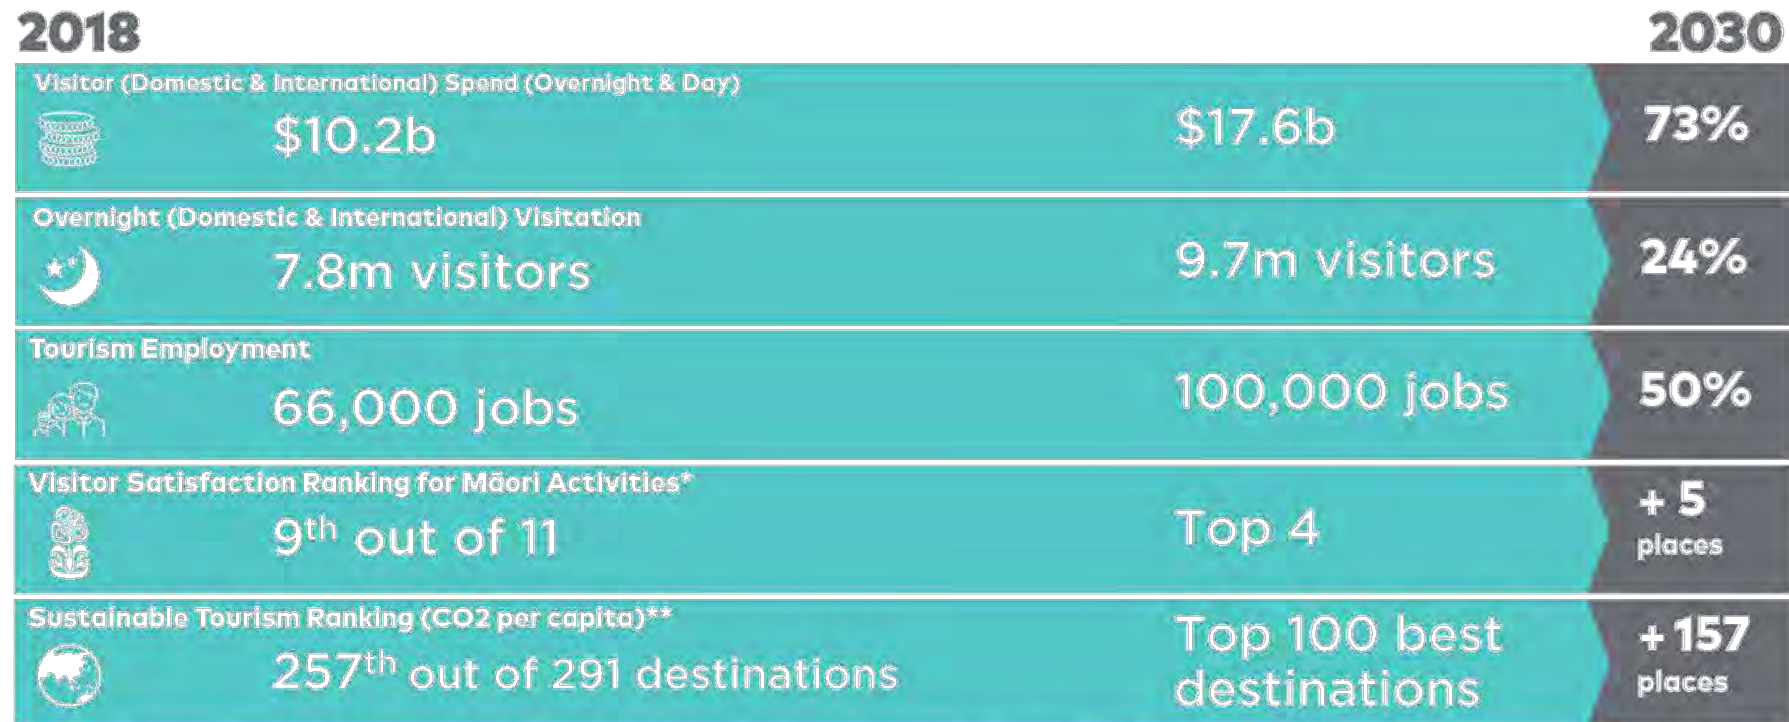 2018 2030
Visitor (Domestic & International) Spend (Overnight & Day)
$10.2b $17.6b 73%
Overnight (Domestic & International) Visitation
7.8m visitors 9.7m visitors 24%
Tourism Employment
66,000 jobs 100,000 jobs 50%
Visitor Satisfaction Ranking for Māori Activities*
9th out of 11 Top 4 + 5
places
Sustainable Tourism Ranking (CO2 per capita)**
257th out of 291 destinations Top 100 best
destinations + 157
places